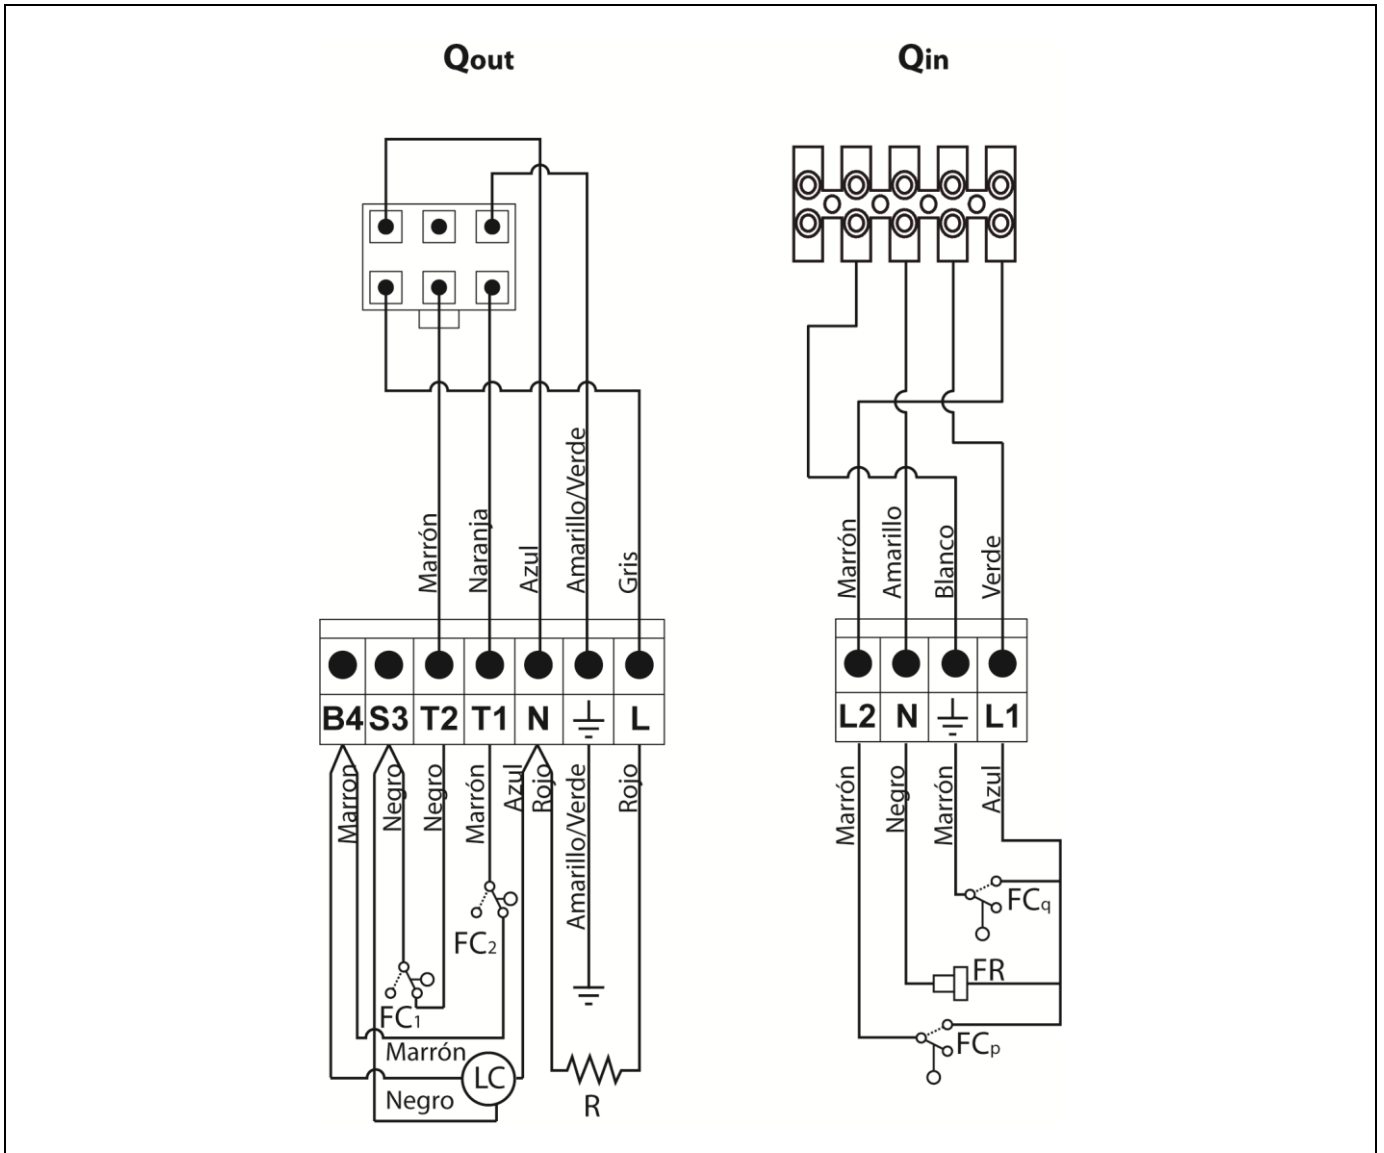 Qout
Qin
Marrón
Naranja
Azul
Amarillo/Verde
Gris
Marrón
Amarillo
Blanco
Verde
B4 S3 T2 T1 N L
L2 N L1
Marron
Negro
Negro
Marrón
Azul
Rojo
Amarillo/Verde
Rojo
Marrón
Negro
Marrón
Azul
FCq
FC2
FR
FC1
FCp
Marrón
LC
Negro
R